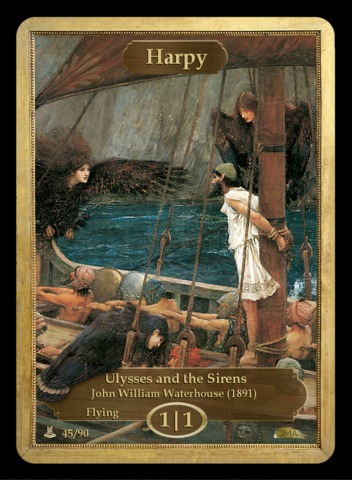 Harpy
Ulysses and the Sirens
John William Waterhouse (1891)
Flying
1|1
45/90